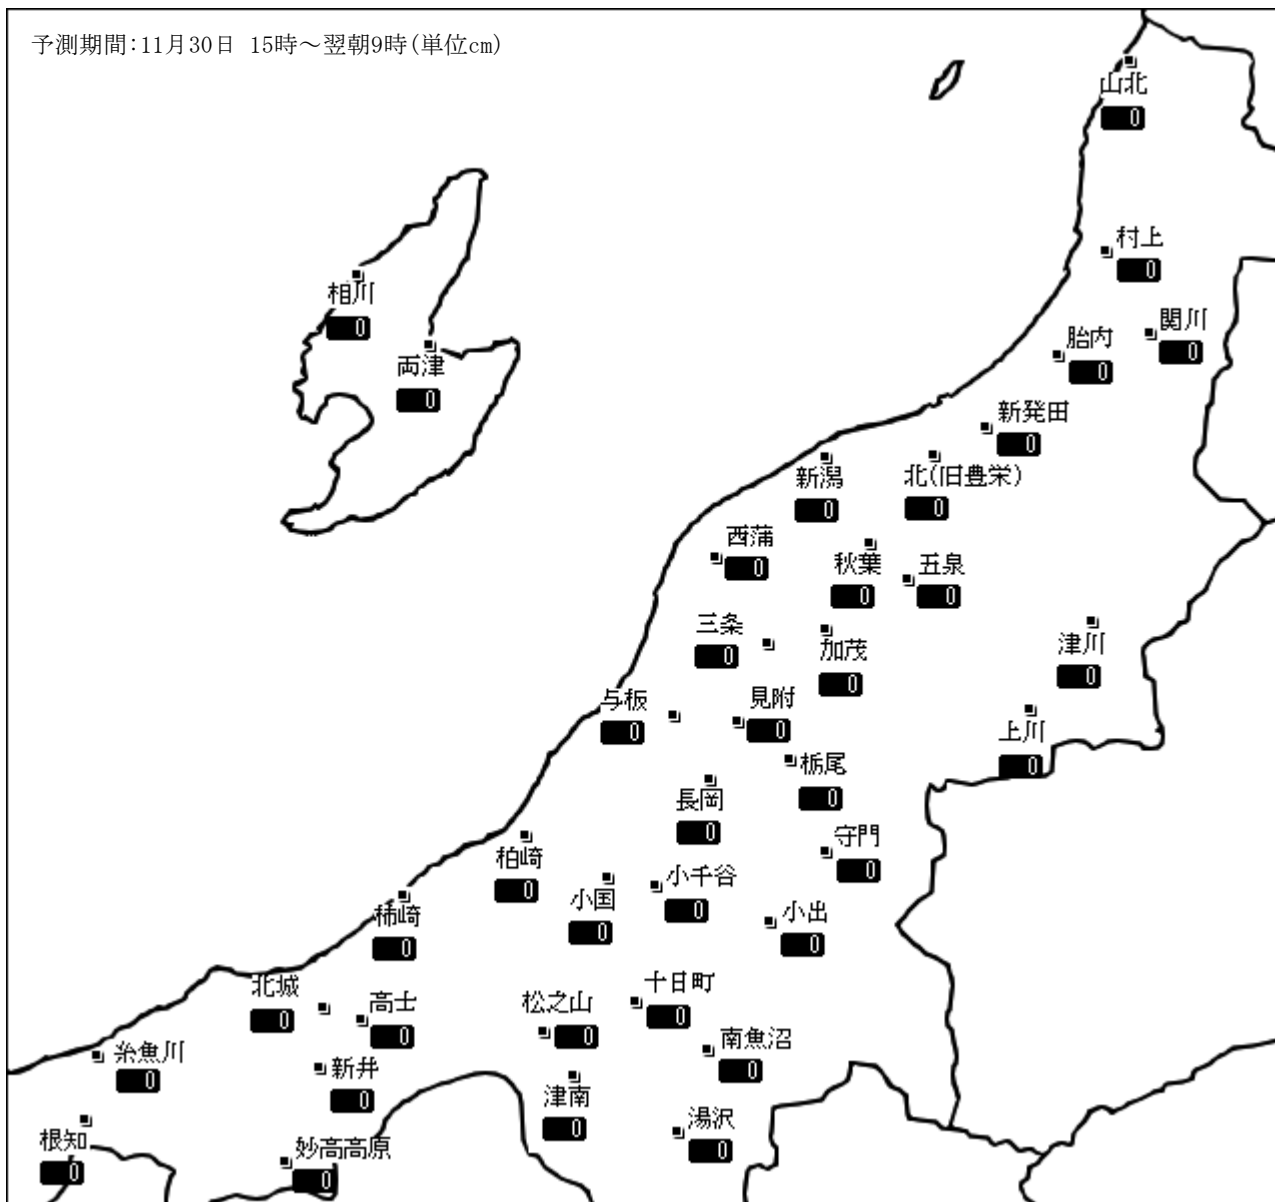 予測期間:11月30日 15時～翌朝9時(単位cm)
山北
0
村上
0
相川
0
関川
0
胎内
0
両津
0
新発田
0
新潟
0
北(旧豊栄)
0
西蒲
0
秋葉
0
五泉
0
三条
0
加茂
0
津川
0
与板
0
見附
0
上川
0
栃尾
0
長岡
0
守門
0
柏崎
0
小国
0
小千谷
0
小出
0
柿崎
0
北城
0
高士
0
松之山
0
十日町
0
南魚沼
0
糸魚川
0
新井
0
津南
0
湯沢
0
根知
0
妙高高原
0